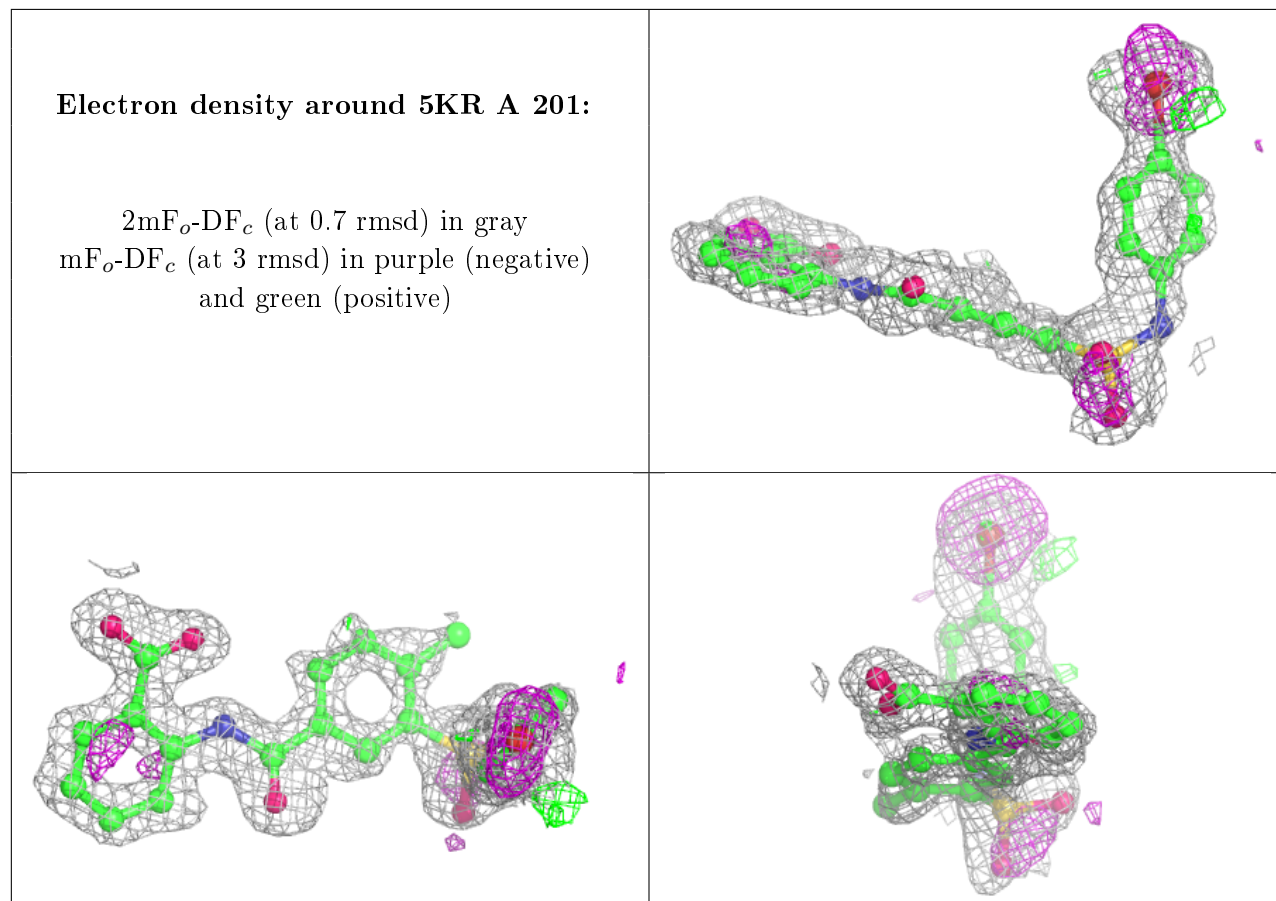 Electron density around 5KR A 201:
2mFo-DFc (at 0.7 rmsd) in gray
mFo-DFc (at 3 rmsd) in purple (negative)
and green (positive)